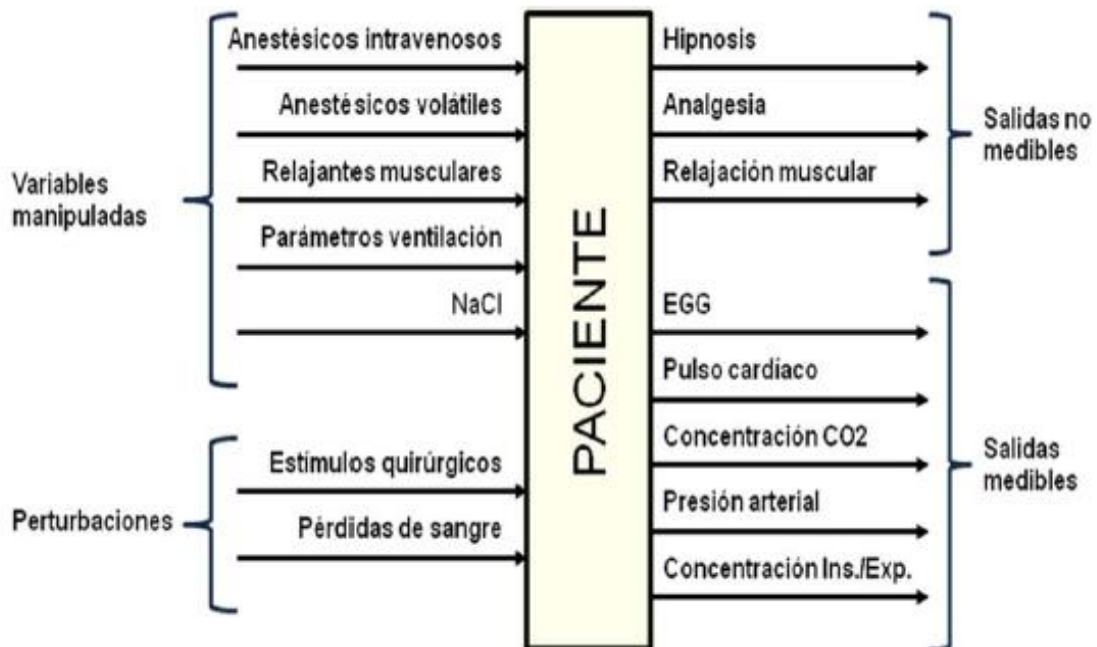 Variables
manipuladas
Anestésicos intravenosos
Anestésicos volátiles
Relajantes musculares
Parámetros ventilación
NaCl
Perturbaciones
Estímulos quirúrgicos
Pérdidas de sangre
PACIENTE
Hipnosis
Analgesia
Relajación muscular
Salidas no
medibles
EGG
Pulso cardíaco
Concentración CO2
Presión arterial
Concentración Ins./Exp.
Salidas
medibles